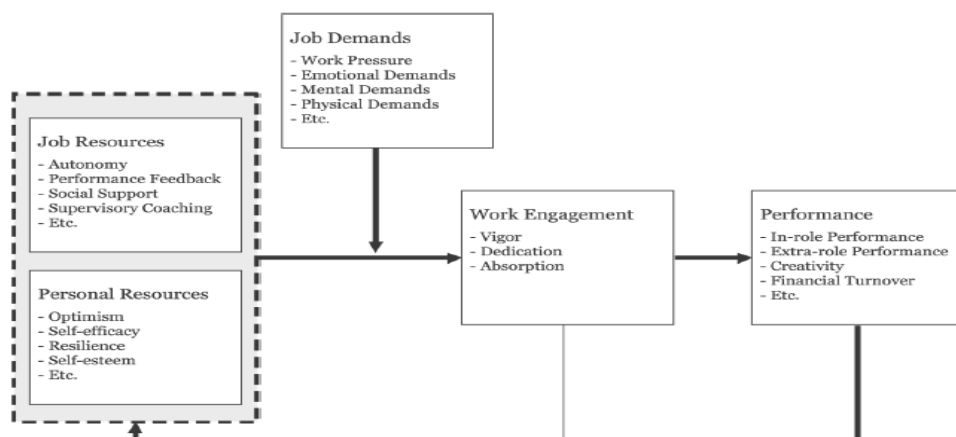 Job Demands
- Work Pressure
- Emotional Demands
- Mental Demands
- Physical Demands
- Etc.
Job Resources
- Autonomy
- Performance Feedback
- Social Support
- Supervisory Coaching
- Etc.
Personal Resources
- Optimism
- Self-efficacy
- Resilience
- Self-esteem
- Etc.
Work Engagement
- Vigor
- Dedication
- Absorption
Performance
- In-role Performance
- Extra-role Performance
- Creativity
- Financial Turnover
- Etc.